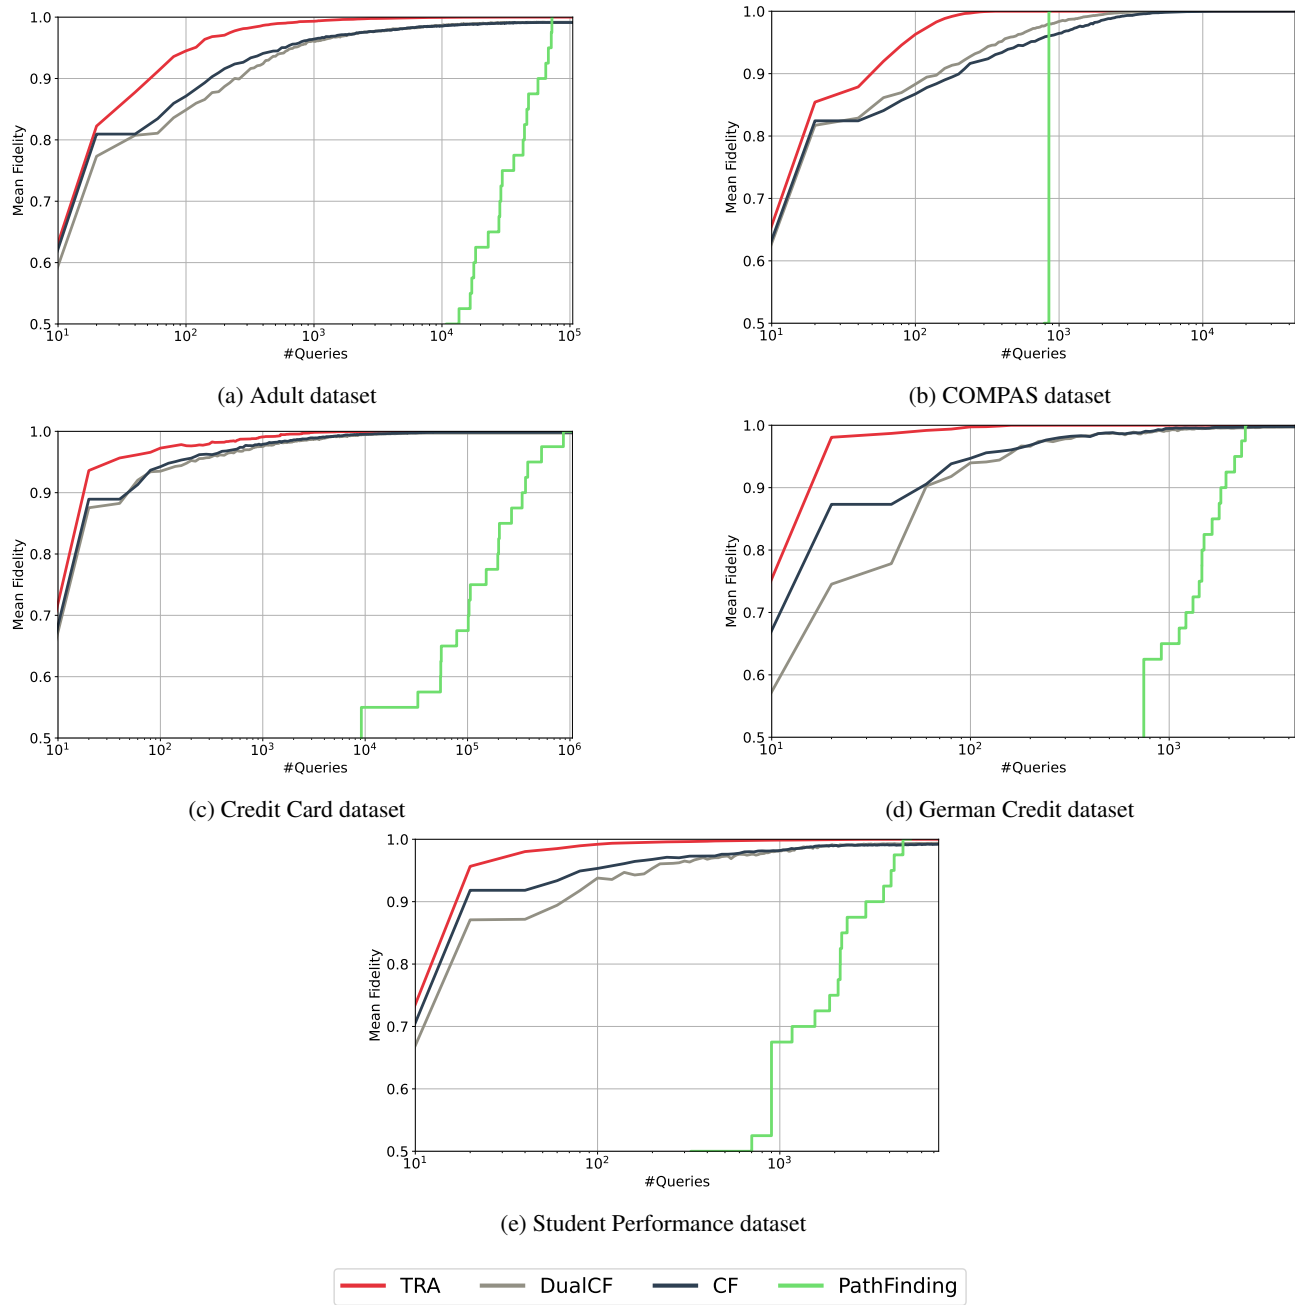 1.0
0.9
0.8
0.7
0.6
0.5
Mean Fidelity
10^1 10^2 10^3 10^4 10^5
#Queries
(a) Adult dataset
1.0
0.9
0.8
0.7
0.6
0.5
Mean Fidelity
10^1 10^2 10^3 10^4
#Queries
(b) COMPAS dataset
1.0
0.9
0.8
0.7
0.6
0.5
Mean Fidelity
10^1 10^2 10^3 10^4 10^5 10^6
#Queries
(c) Credit Card dataset
1.0
0.9
0.8
0.7
0.6
0.5
Mean Fidelity
10^1 10^2 10^3
#Queries
(d) German Credit dataset
1.0
0.9
0.8
0.7
0.6
0.5
Mean Fidelity
10^1 10^2 10^3
#Queries
(e) Student Performance dataset
TRA DualCF CF PathFinding